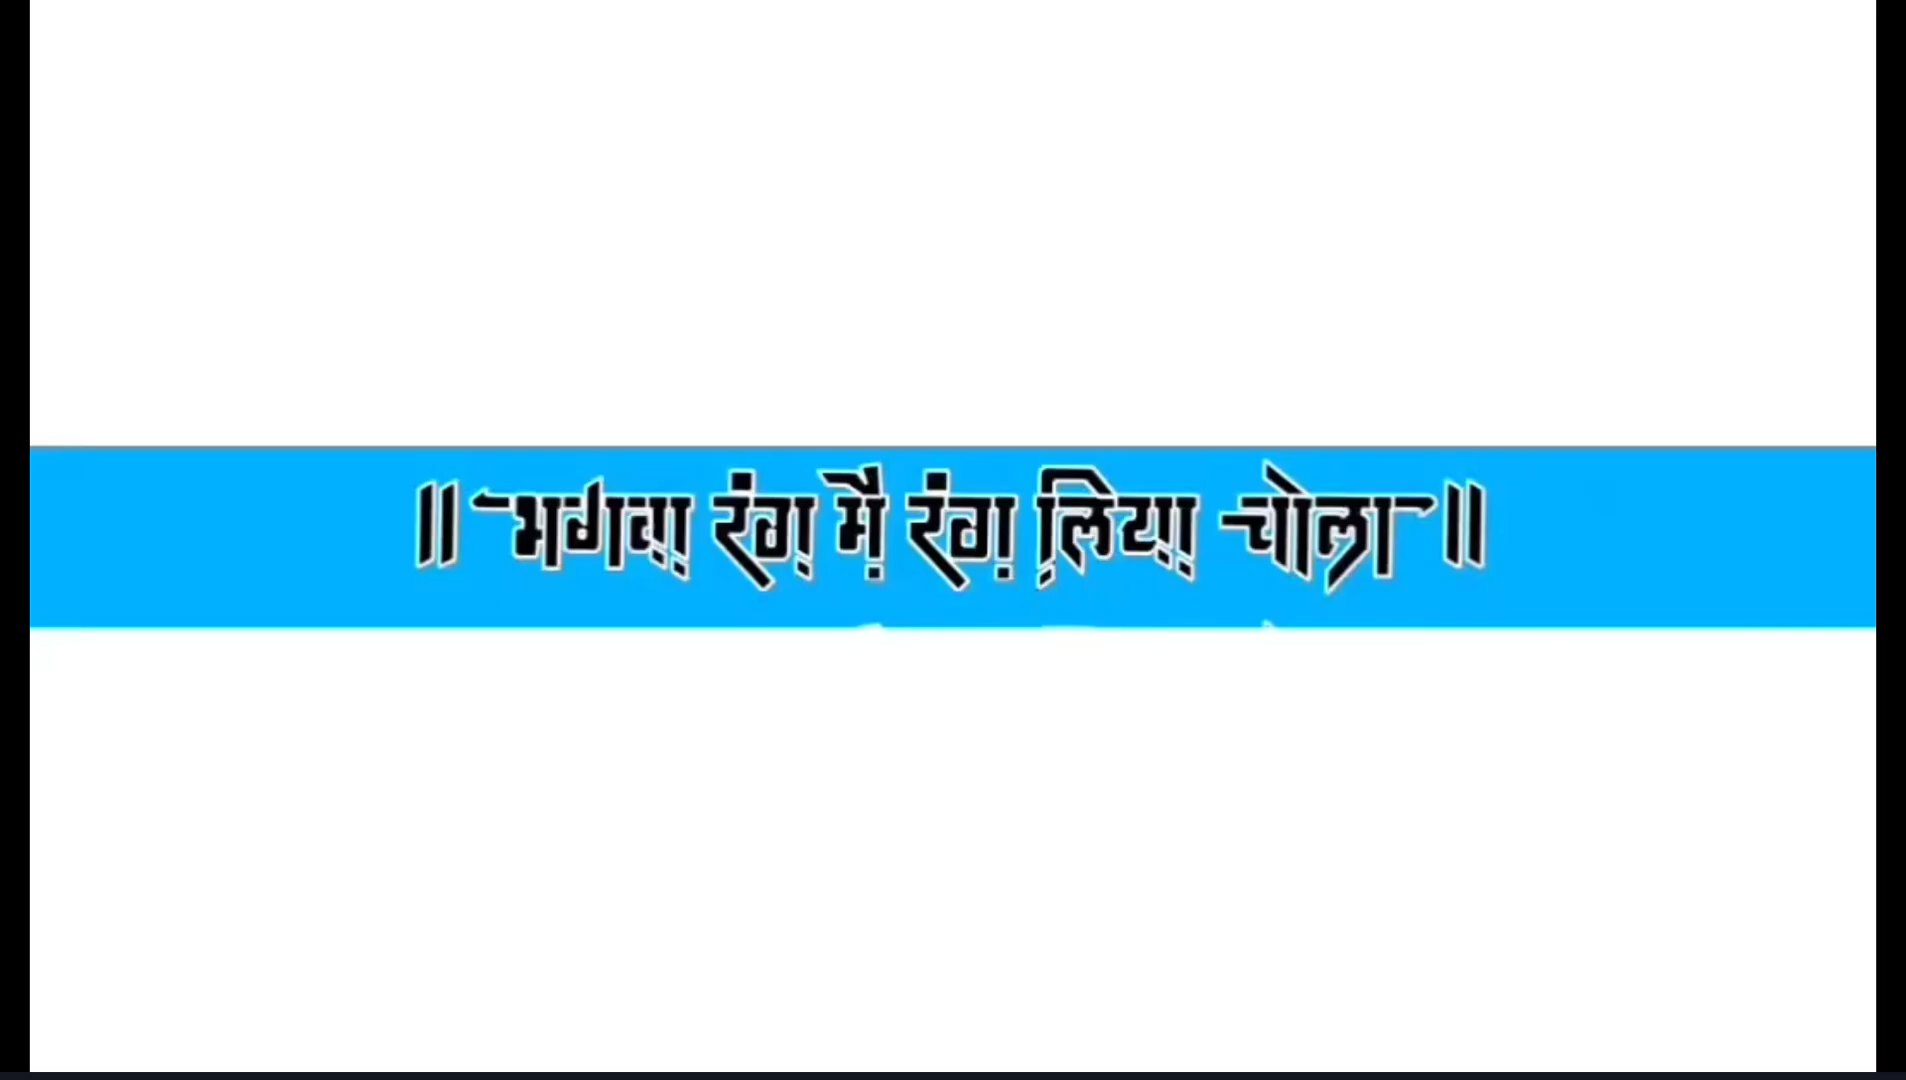 ॥ भगवा रंग मै रंग लिया चोला ॥